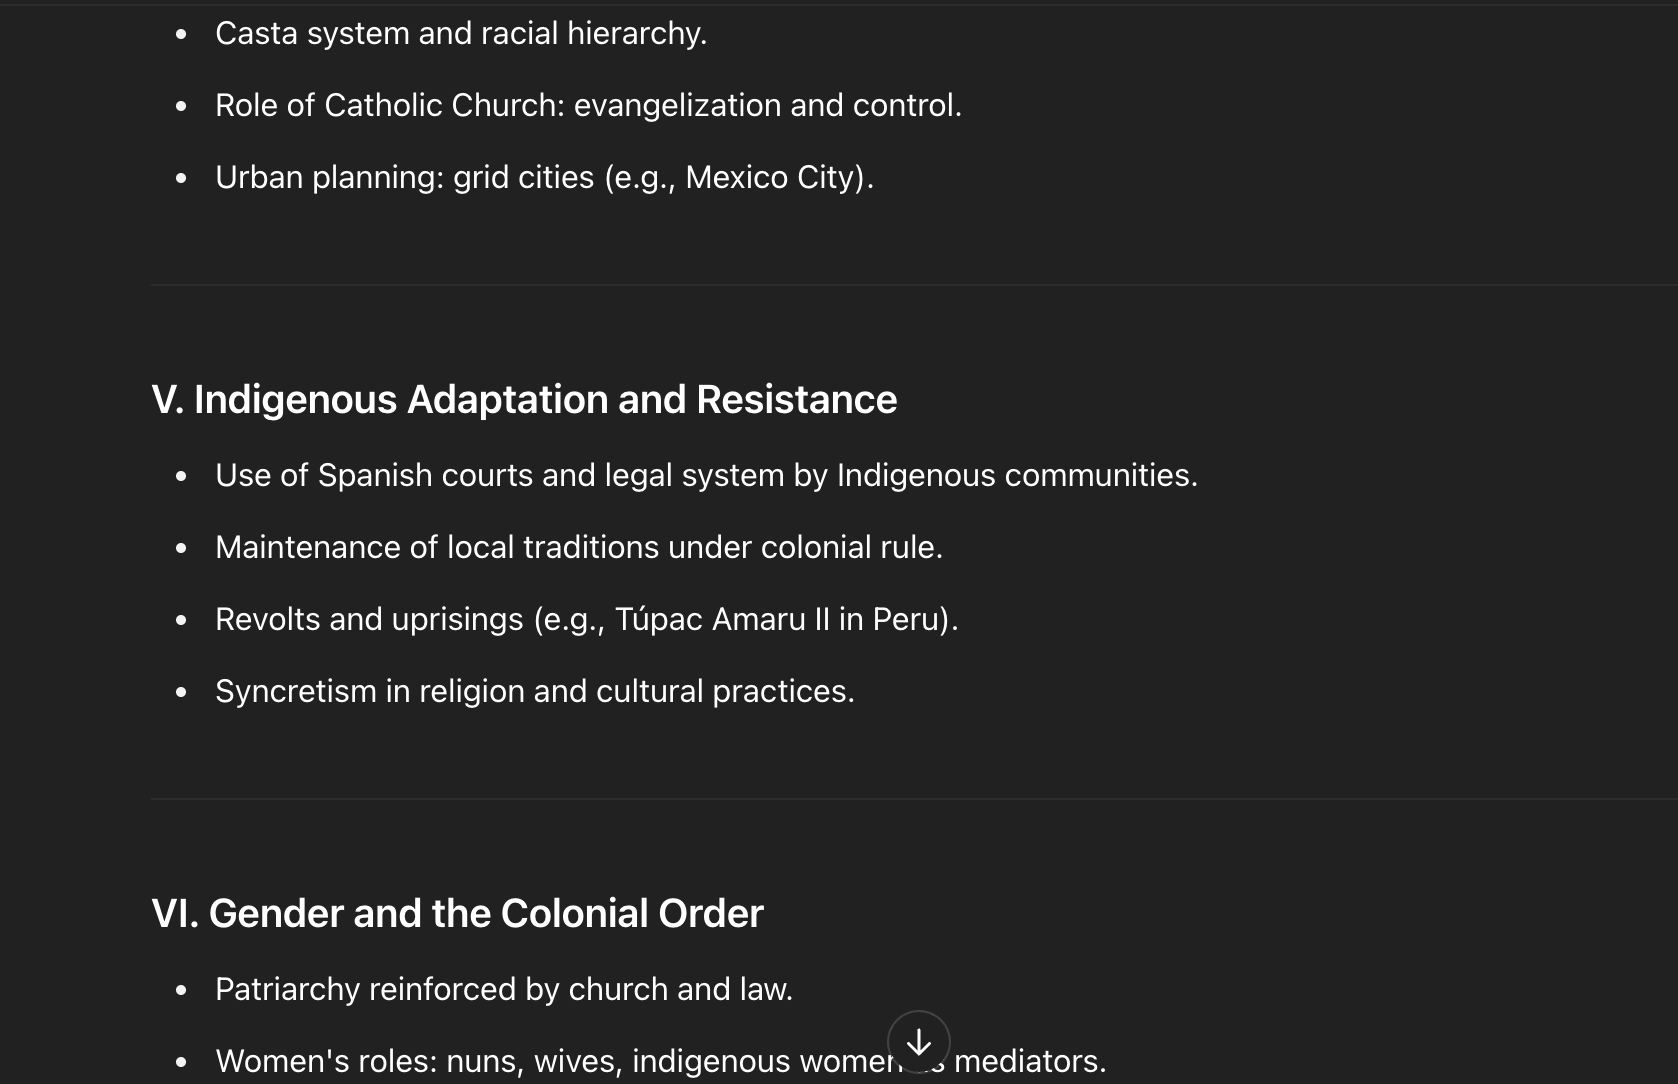 • Casta system and racial hierarchy.
• Role of Catholic Church: evangelization and control.
• Urban planning: grid cities (e.g., Mexico City).
V. Indigenous Adaptation and Resistance
• Use of Spanish courts and legal system by Indigenous communities.
• Maintenance of local traditions under colonial rule.
• Revolts and uprisings (e.g., Túpac Amaru II in Peru).
• Syncretism in religion and cultural practices.
VI. Gender and the Colonial Order
• Patriarchy reinforced by church and law.
• Women's roles: nuns, wives, indigenous women mediators.